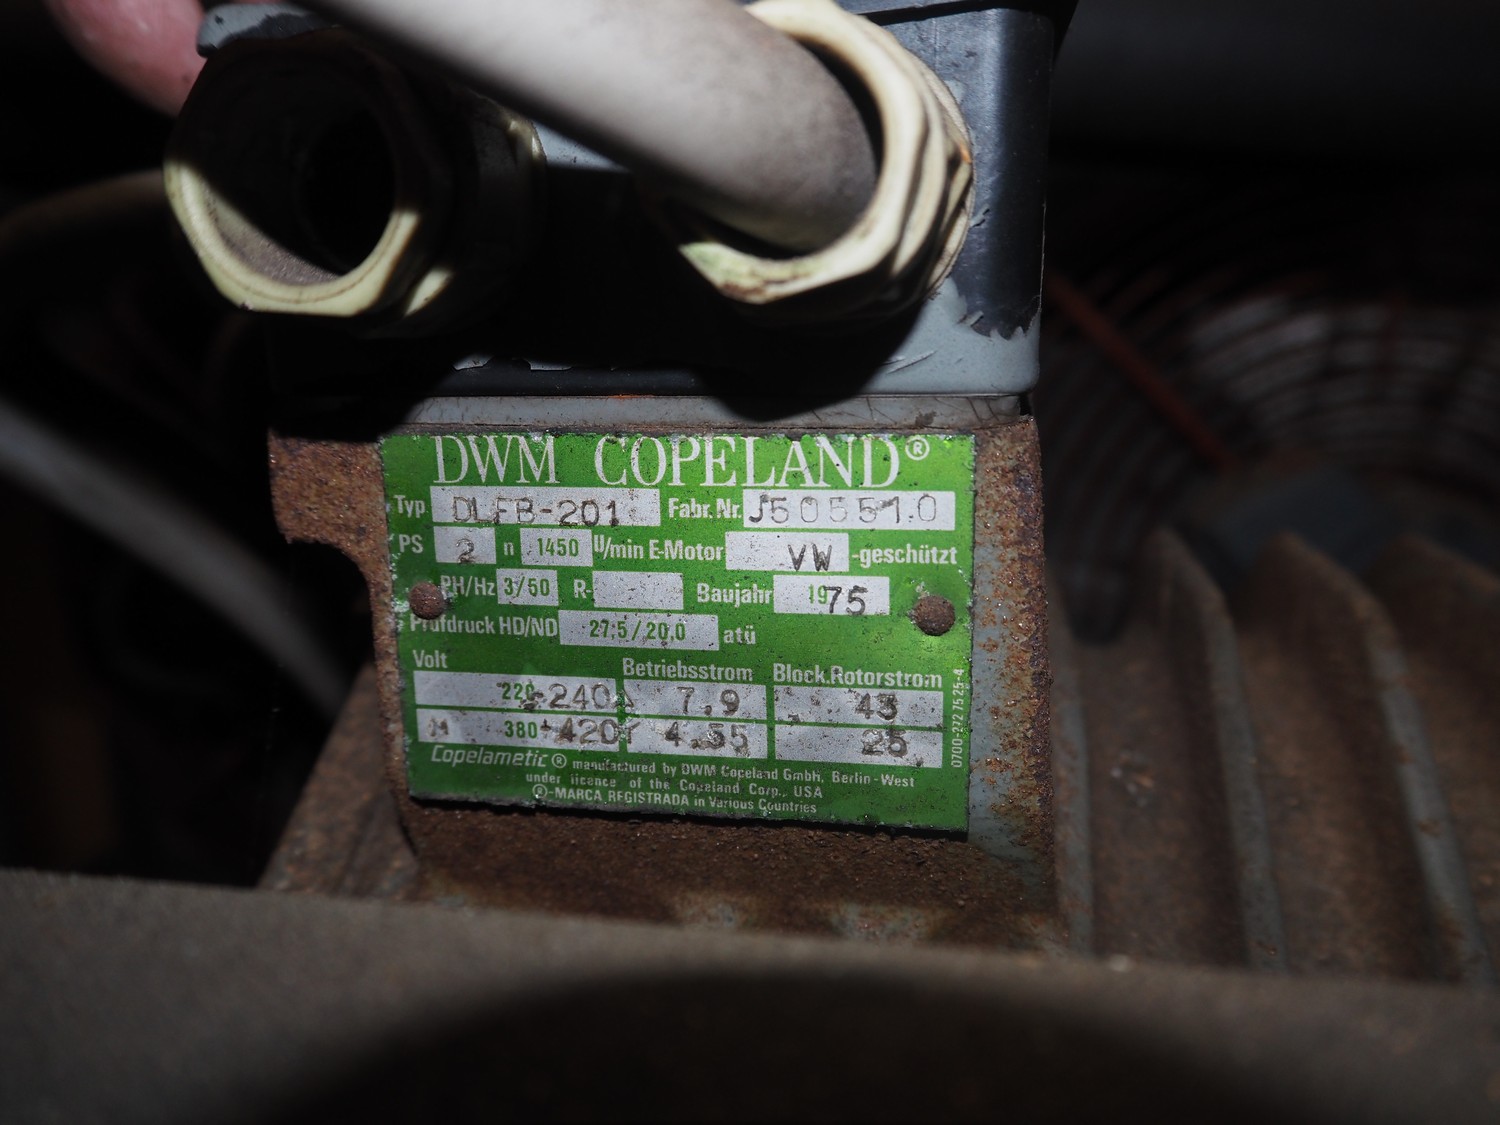 DWM COPELAND®
Typ DLFB-201 Fabr. Nr. J505510
PS 2 n 1450 U/min E-Motor VW -geschützt
PH/Hz 3/50 R- Baujahr 1975
Prüfdruck HD/ND 27,5/20,0 atü
Volt Betriebsstrom Block.Rotorstrom
220÷240△ 7.9 43
380÷420Y 4.55 25
Copelametic® manufactured by DWM Copeland GmbH, Berlin-West
under licence of the Copeland Corp., USA
®-MARCA REGISTRADA in Various Countries
0700-272 75 25-4